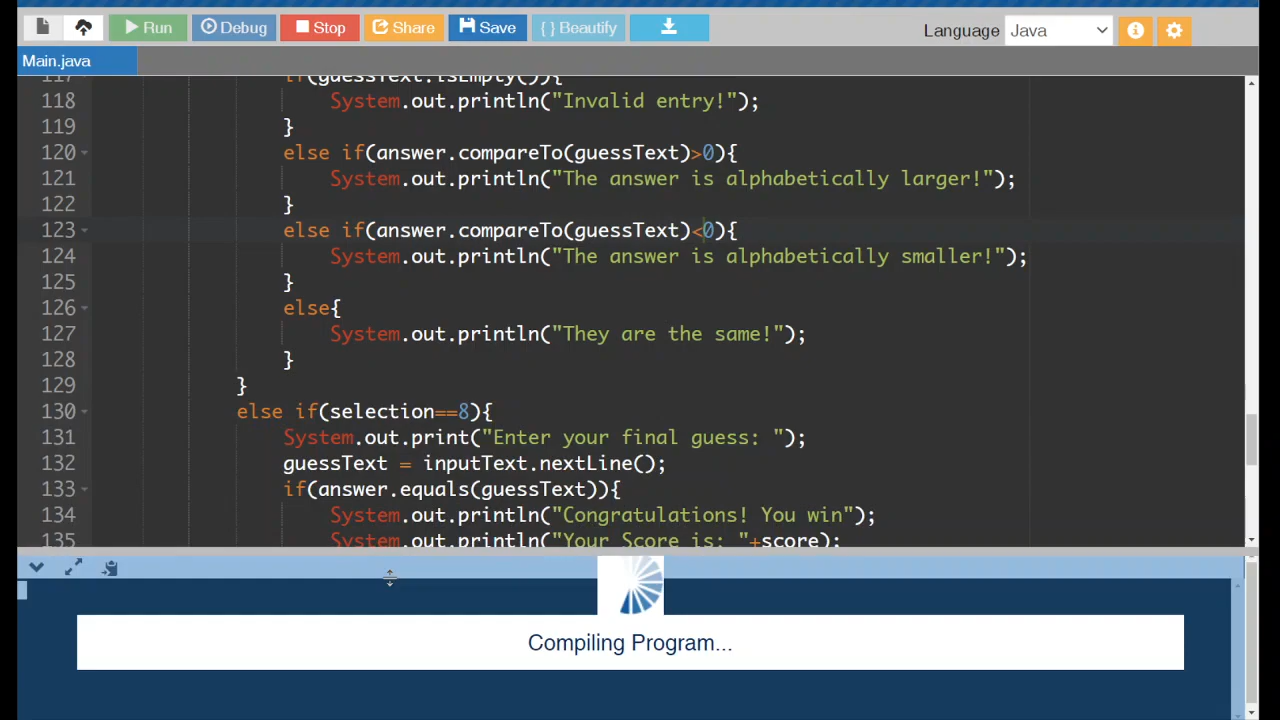 Run Debug Stop Share Save { } Beautify Language Java
Main.java
117 if(guessText.isEmpty()){
118 System.out.println("Invalid entry!");
119 }
120 else if(answer.compareTo(guessText)>0){
121 System.out.println("The answer is alphabetically larger!");
122 }
123 else if(answer.compareTo(guessText)<0){
124 System.out.println("The answer is alphabetically smaller!");
125 }
126 else{
127 System.out.println("They are the same!");
128 }
129 }
130 else if(selection==8){
131 System.out.print("Enter your final guess: ");
132 guessText = inputText.nextLine();
133 if(answer.equals(guessText)){
134 System.out.println("Congratulations! You win");
135 System.out.println("Your Score is: "+score);
Compiling Program...